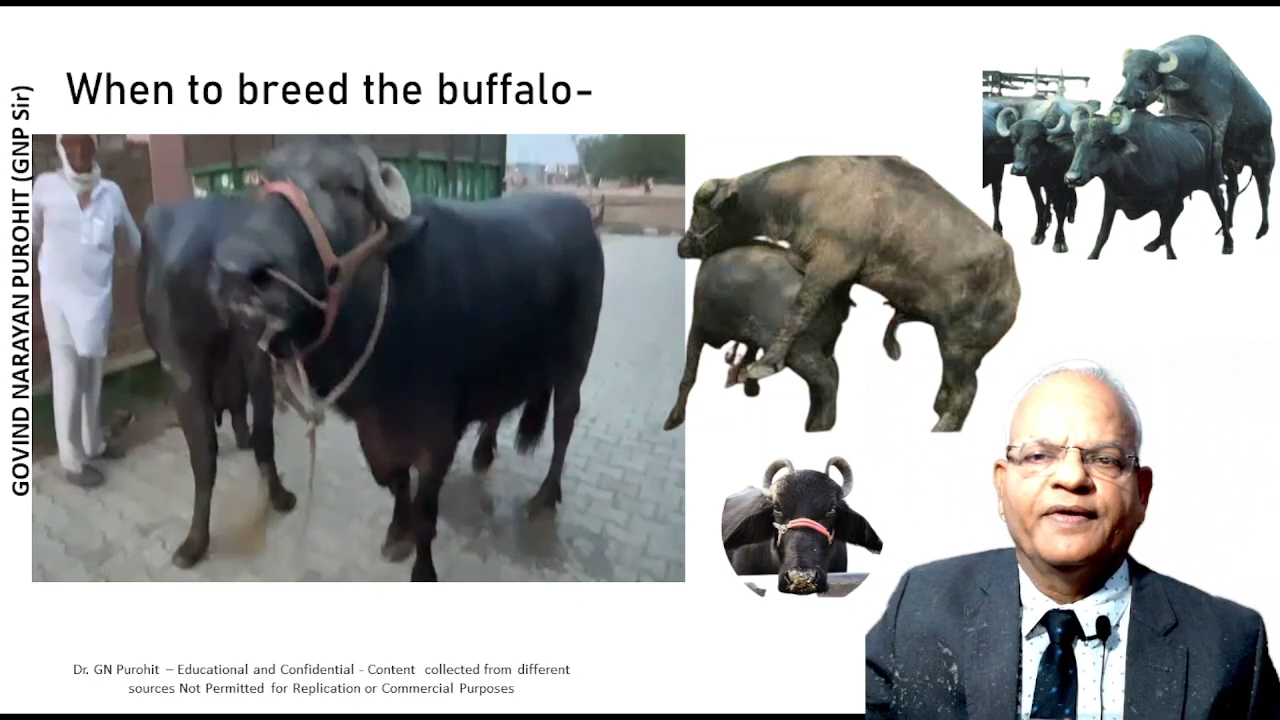 When to breed the buffalo-
GOVIND NARAYAN PUROHIT (GNP Sir)
Dr. GN Purohit – Educational and Confidential - Content collected from different
sources Not Permitted for Replication or Commercial Purposes